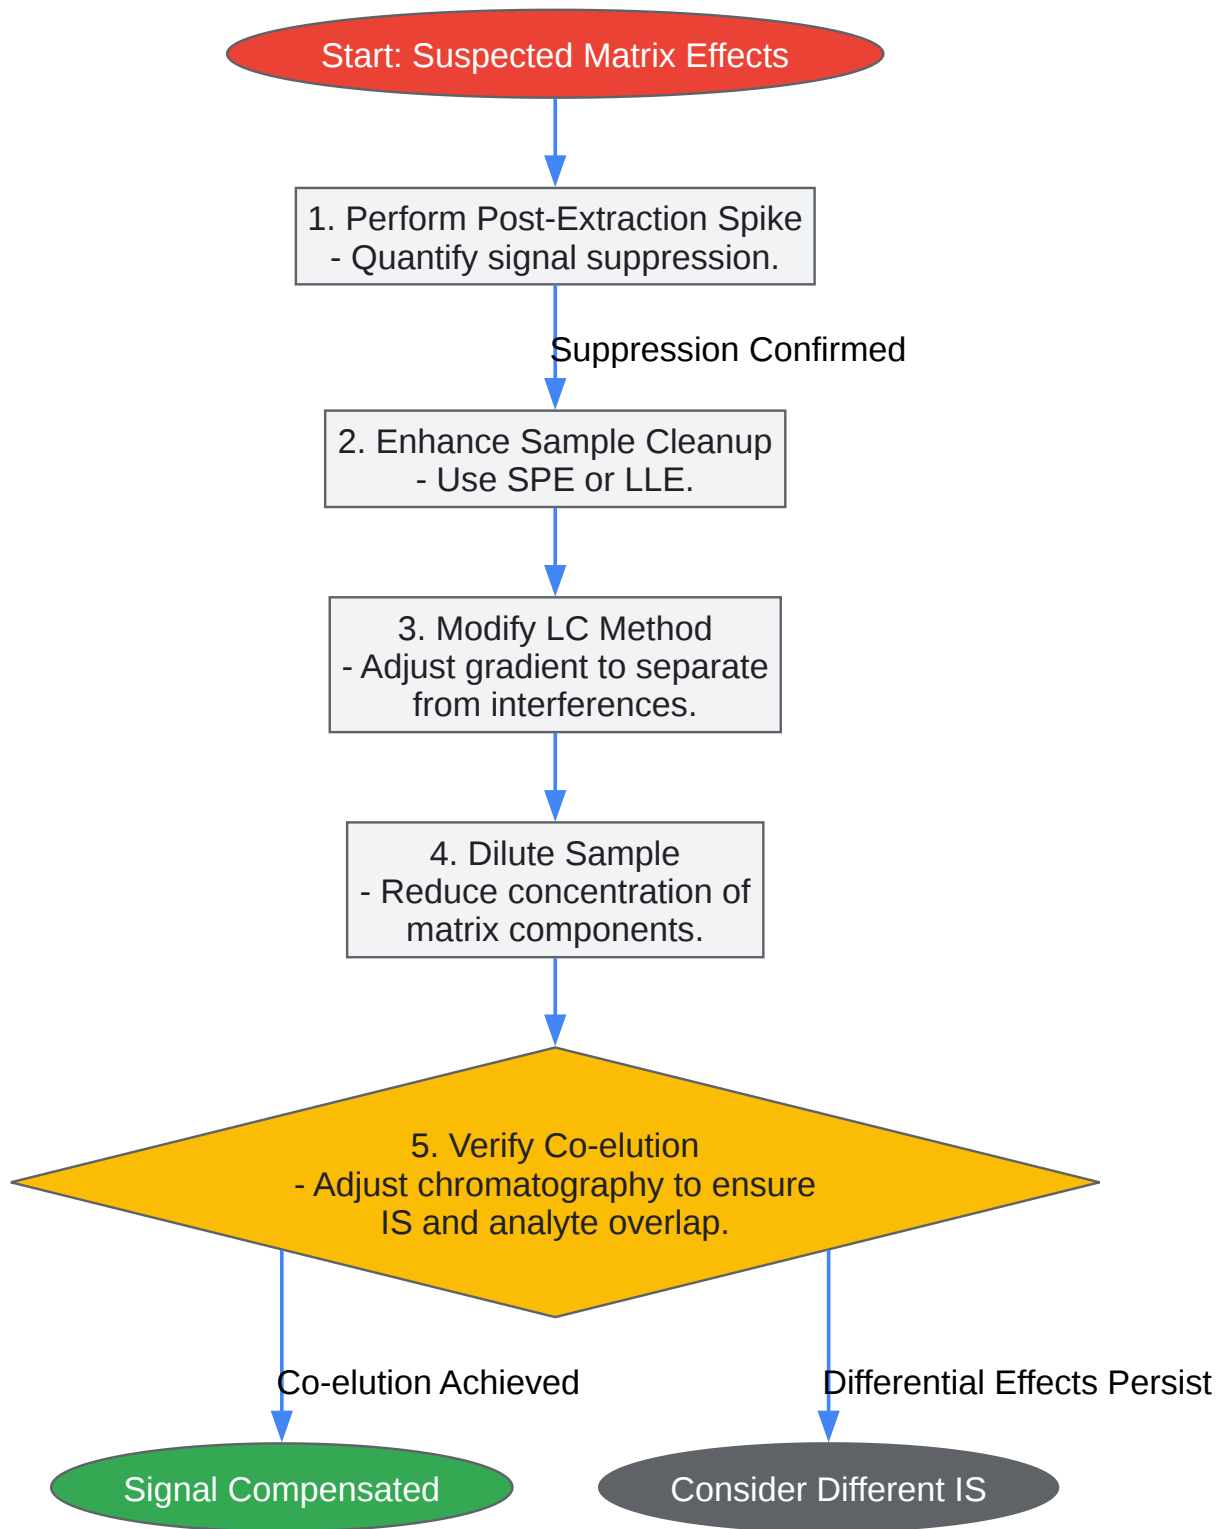 Start: Suspected Matrix Effects
1. Perform Post-Extraction Spike
- Quantify signal suppression.
Suppression Confirmed
2. Enhance Sample Cleanup
- Use SPE or LLE.
3. Modify LC Method
- Adjust gradient to separate
from interferences.
4. Dilute Sample
- Reduce concentration of
matrix components.
5. Verify Co-elution
- Adjust chromatography to ensure
IS and analyte overlap.
Co-elution Achieved
Differential Effects Persist
Signal Compensated
Consider Different IS